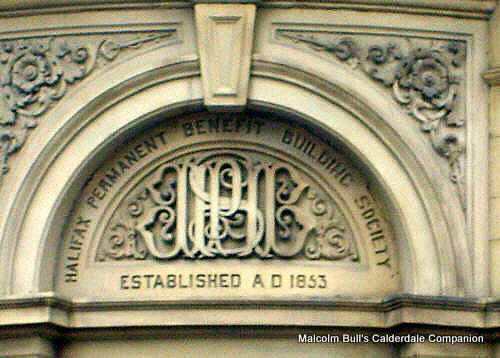 HALIFAX PERMANENT BENEFIT BUILDING SOCIETY
ESTABLISHED A D 1853
Malcolm Bull's Calderdale Companion